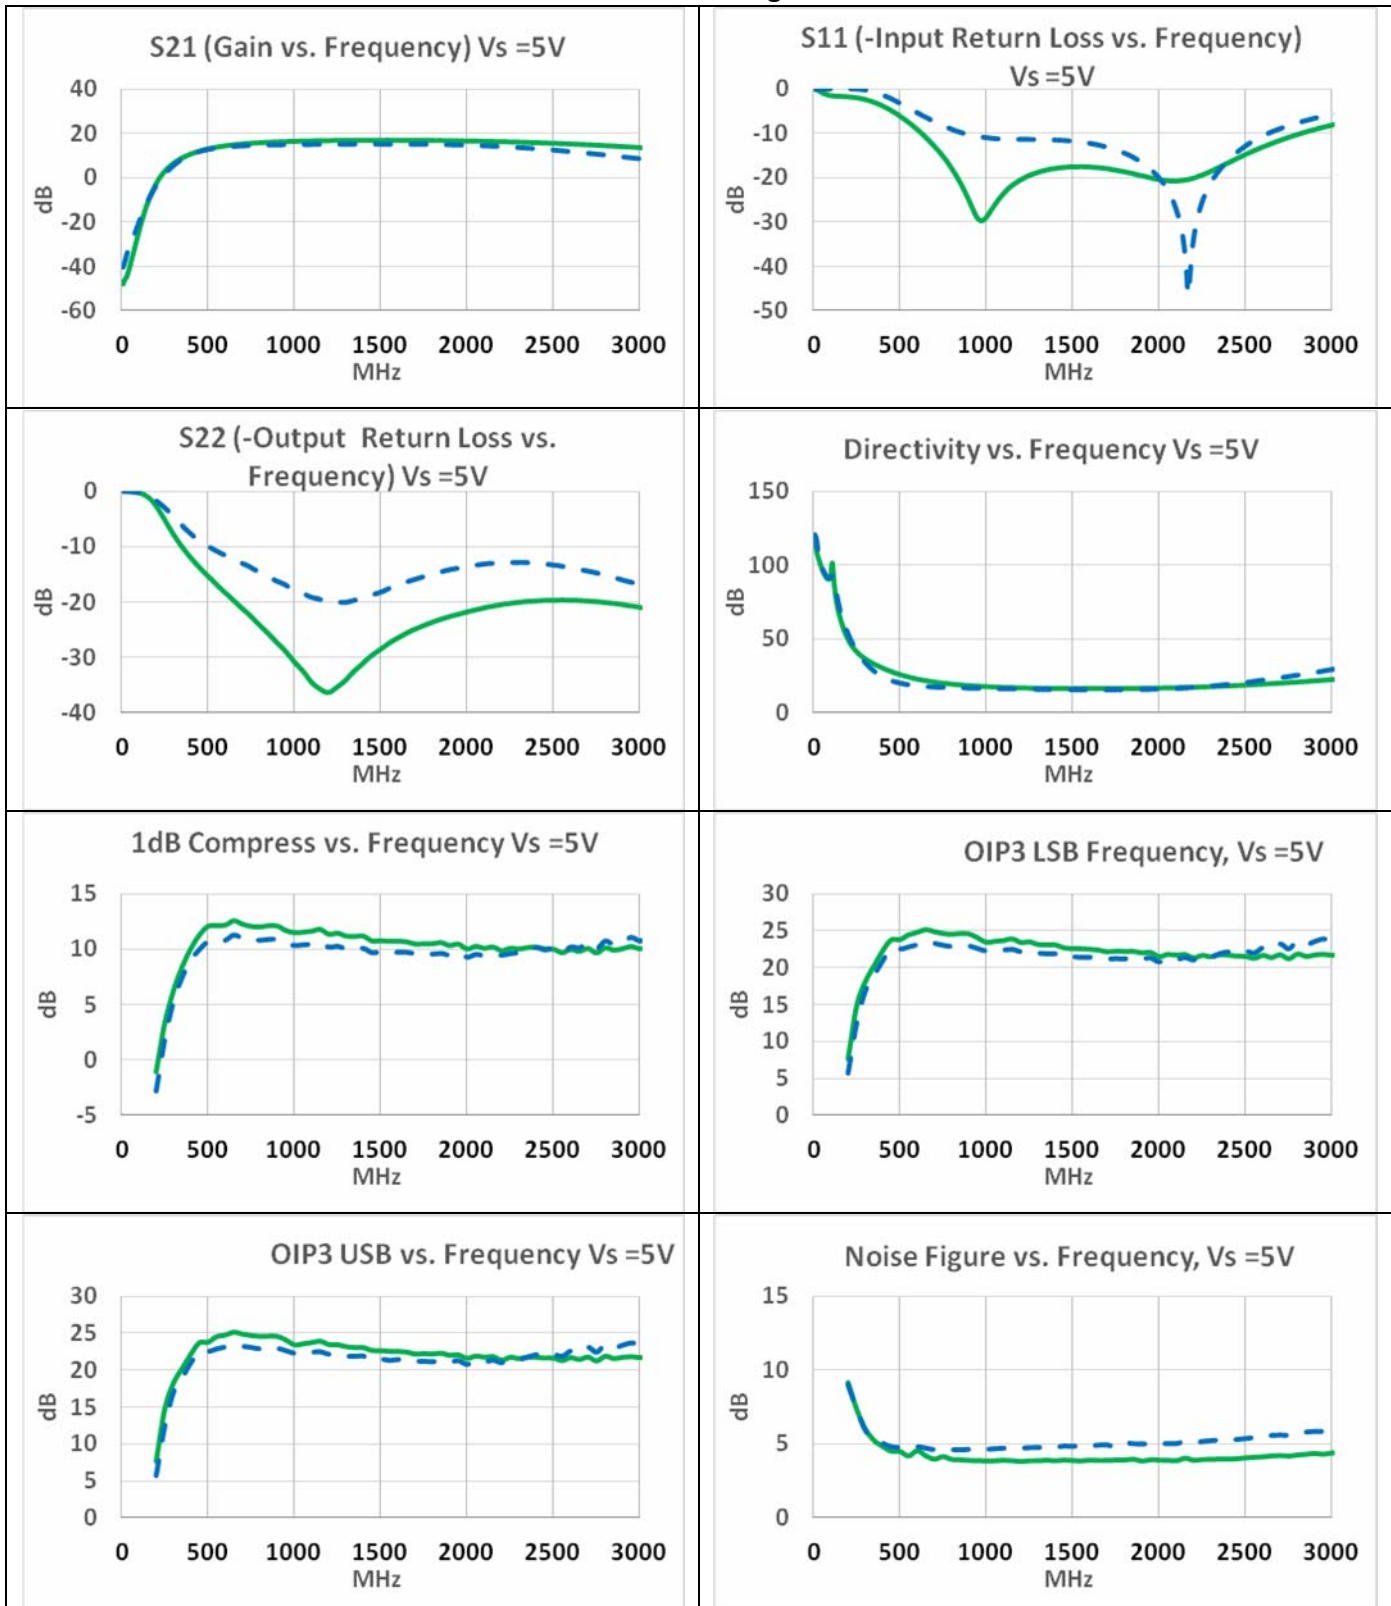 S21 (Gain vs. Frequency) Vs =5V
40
20
0
-20
-40
-60
dB
0 500 1000 1500 2000 2500 3000
MHz
S11 (-Input Return Loss vs. Frequency)
Vs =5V
0
-10
-20
-30
-40
-50
dB
0 500 1000 1500 2000 2500 3000
MHz
S22 (-Output Return Loss vs.
Frequency) Vs =5V
0
-10
-20
-30
-40
dB
0 500 1000 1500 2000 2500 3000
MHz
Directivity vs. Frequency Vs =5V
150
100
50
0
dB
0 500 1000 1500 2000 2500 3000
MHz
1dB Compress vs. Frequency Vs =5V
15
10
5
0
-5
dB
0 500 1000 1500 2000 2500 3000
MHz
OIP3 LSB Frequency, Vs =5V
30
25
20
15
10
5
0
dB
0 500 1000 1500 2000 2500 3000
MHz
OIP3 USB vs. Frequency Vs =5V
30
25
20
15
10
5
0
dB
0 500 1000 1500 2000 2500 3000
MHz
Noise Figure vs. Frequency, Vs =5V
15
10
5
0
dB
0 500 1000 1500 2000 2500 3000
MHz